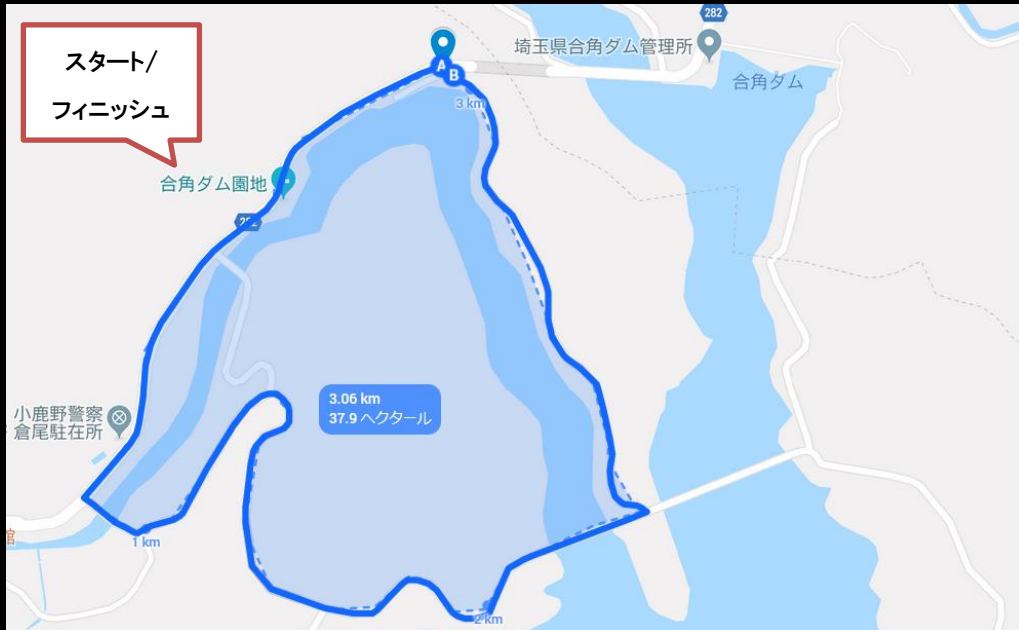 スタート/
フィニッシュ
282
埼玉県合角ダム管理所
合角ダム
A
B
3 km
合角ダム園地
282
3.06 km
37.9 ヘクタール
小鹿野警察
倉尾駐在所
館
1 km
2 km